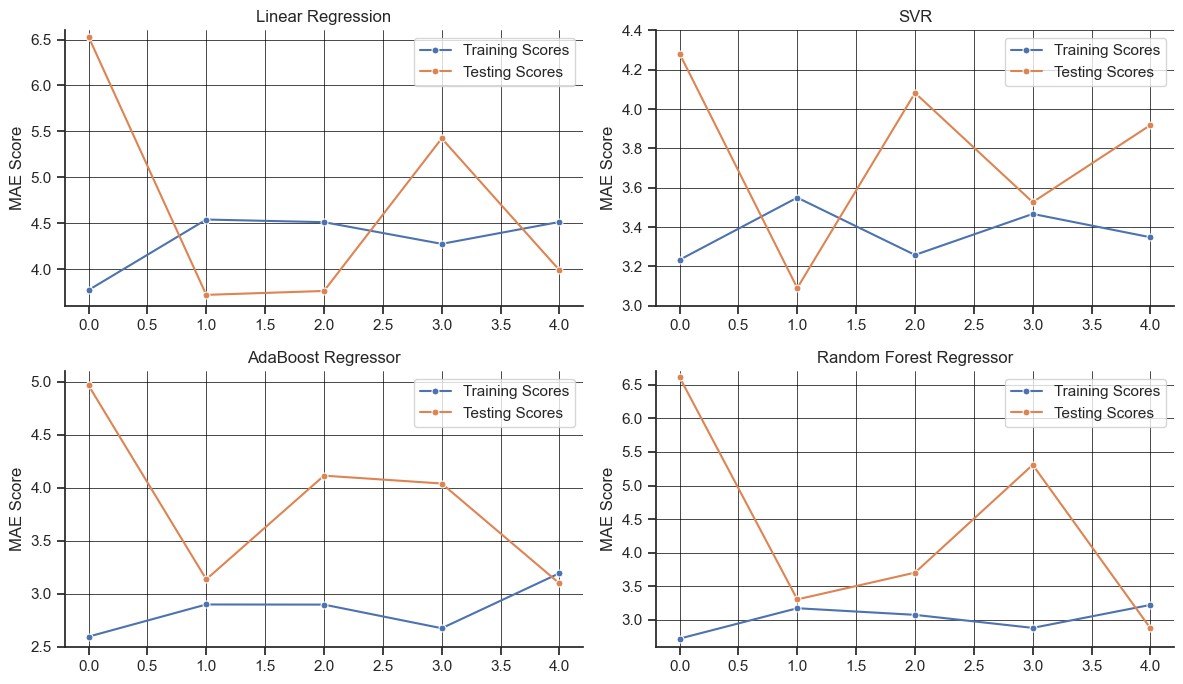 Linear Regression
MAE Score
6.5
6.0
5.5
5.0
4.5
4.0
Training Scores
Testing Scores
0.0 0.5 1.0 1.5 2.0 2.5 3.0 3.5 4.0
SVR
MAE Score
4.4
4.2
4.0
3.8
3.6
3.4
3.2
3.0
Training Scores
Testing Scores
0.0 0.5 1.0 1.5 2.0 2.5 3.0 3.5 4.0
AdaBoost Regressor
MAE Score
5.0
4.5
4.0
3.5
3.0
2.5
Training Scores
Testing Scores
0.0 0.5 1.0 1.5 2.0 2.5 3.0 3.5 4.0
Random Forest Regressor
MAE Score
6.5
6.0
5.5
5.0
4.5
4.0
3.5
3.0
Training Scores
Testing Scores
0.0 0.5 1.0 1.5 2.0 2.5 3.0 3.5 4.0